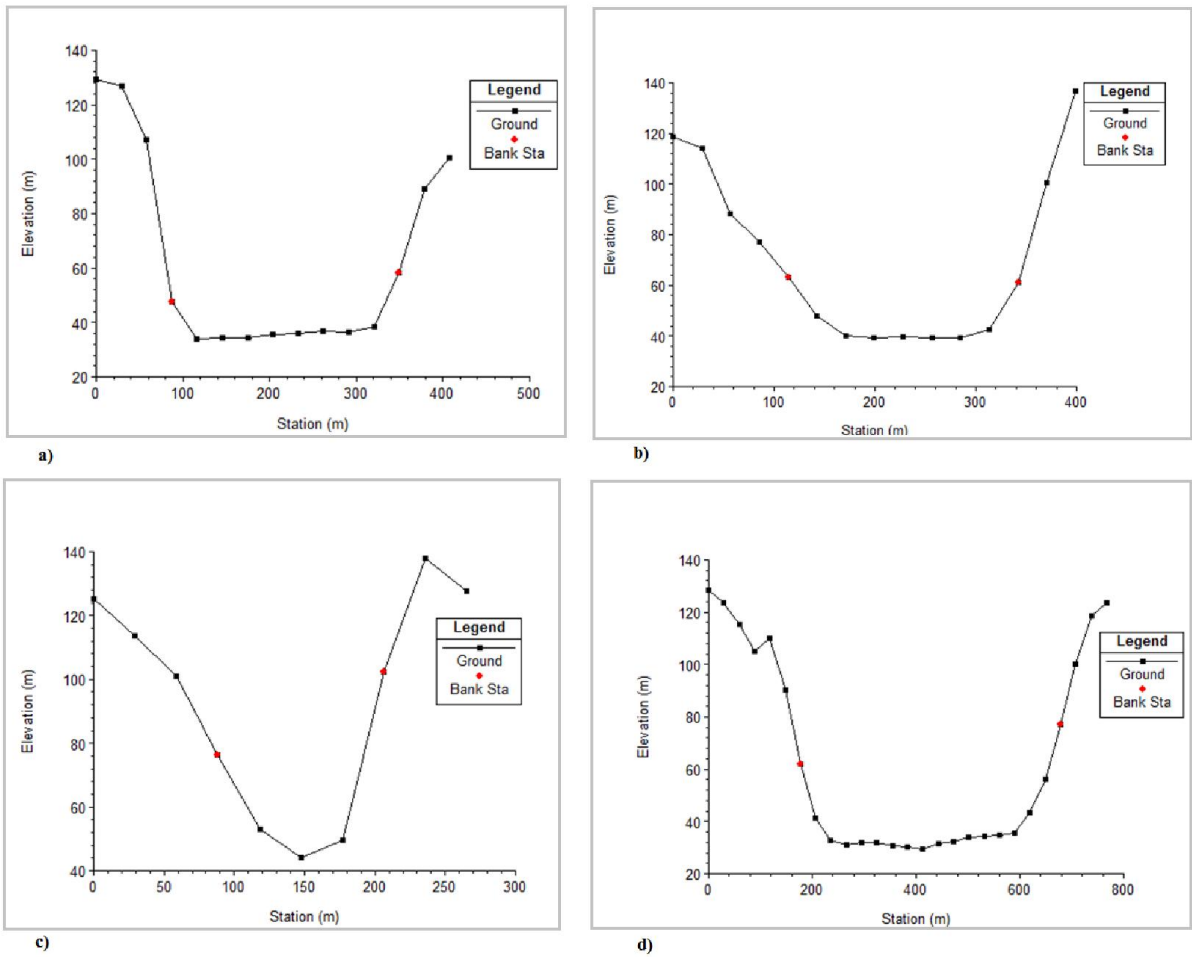 140
120
100
80
60
40
20
Elevation (m)
0 100 200 300 400 500
Station (m)
Legend
Ground
Bank Sta
a)
140
120
100
80
60
40
20
Elevation (m)
0 100 200 300 400
Station (m)
Legend
Ground
Bank Sta
b)
140
120
100
80
60
40
Elevation (m)
0 50 100 150 200 250 300
Station (m)
Legend
Ground
Bank Sta
c)
140
120
100
80
60
40
20
Elevation (m)
0 200 400 600 800
Station (m)
Legend
Ground
Bank Sta
d)